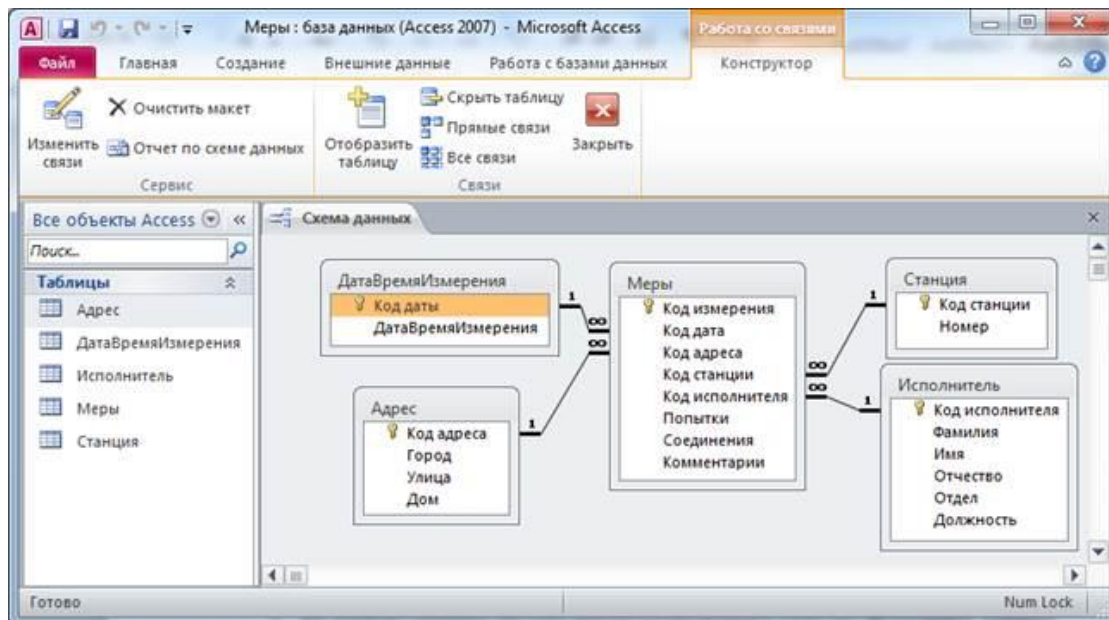 Меры : база данных (Access 2007) - Microsoft Access
Работа со связями
Файл
Главная
Создание
Внешние данные
Работа с базами данных
Конструктор
Изменить связи
Очистить макет
Отчет по схеме данных
Сервис
Отобразить таблицу
Скрыть таблицу
Прямые связи
Все связи
Закрыть
Связи
Все объекты Access
Поиск...
Таблицы
Адрес
ДатаВремяИзмерения
Исполнитель
Меры
Станция
Схема данных
ДатаВремяИзмерения
Код даты
ДатаВремяИзмерения
1
∞
∞
Адрес
Код адреса
Город
Улица
Дом
1
Меры
Код измерения
Код дата
Код адреса
Код станции
Код исполнителя
Попытки
Соединения
Комментарии
∞
∞
1
1
Станция
Код станции
Номер
Исполнитель
Код исполнителя
Фамилия
Имя
Отчество
Отдел
Должность
Готово
Num Lock